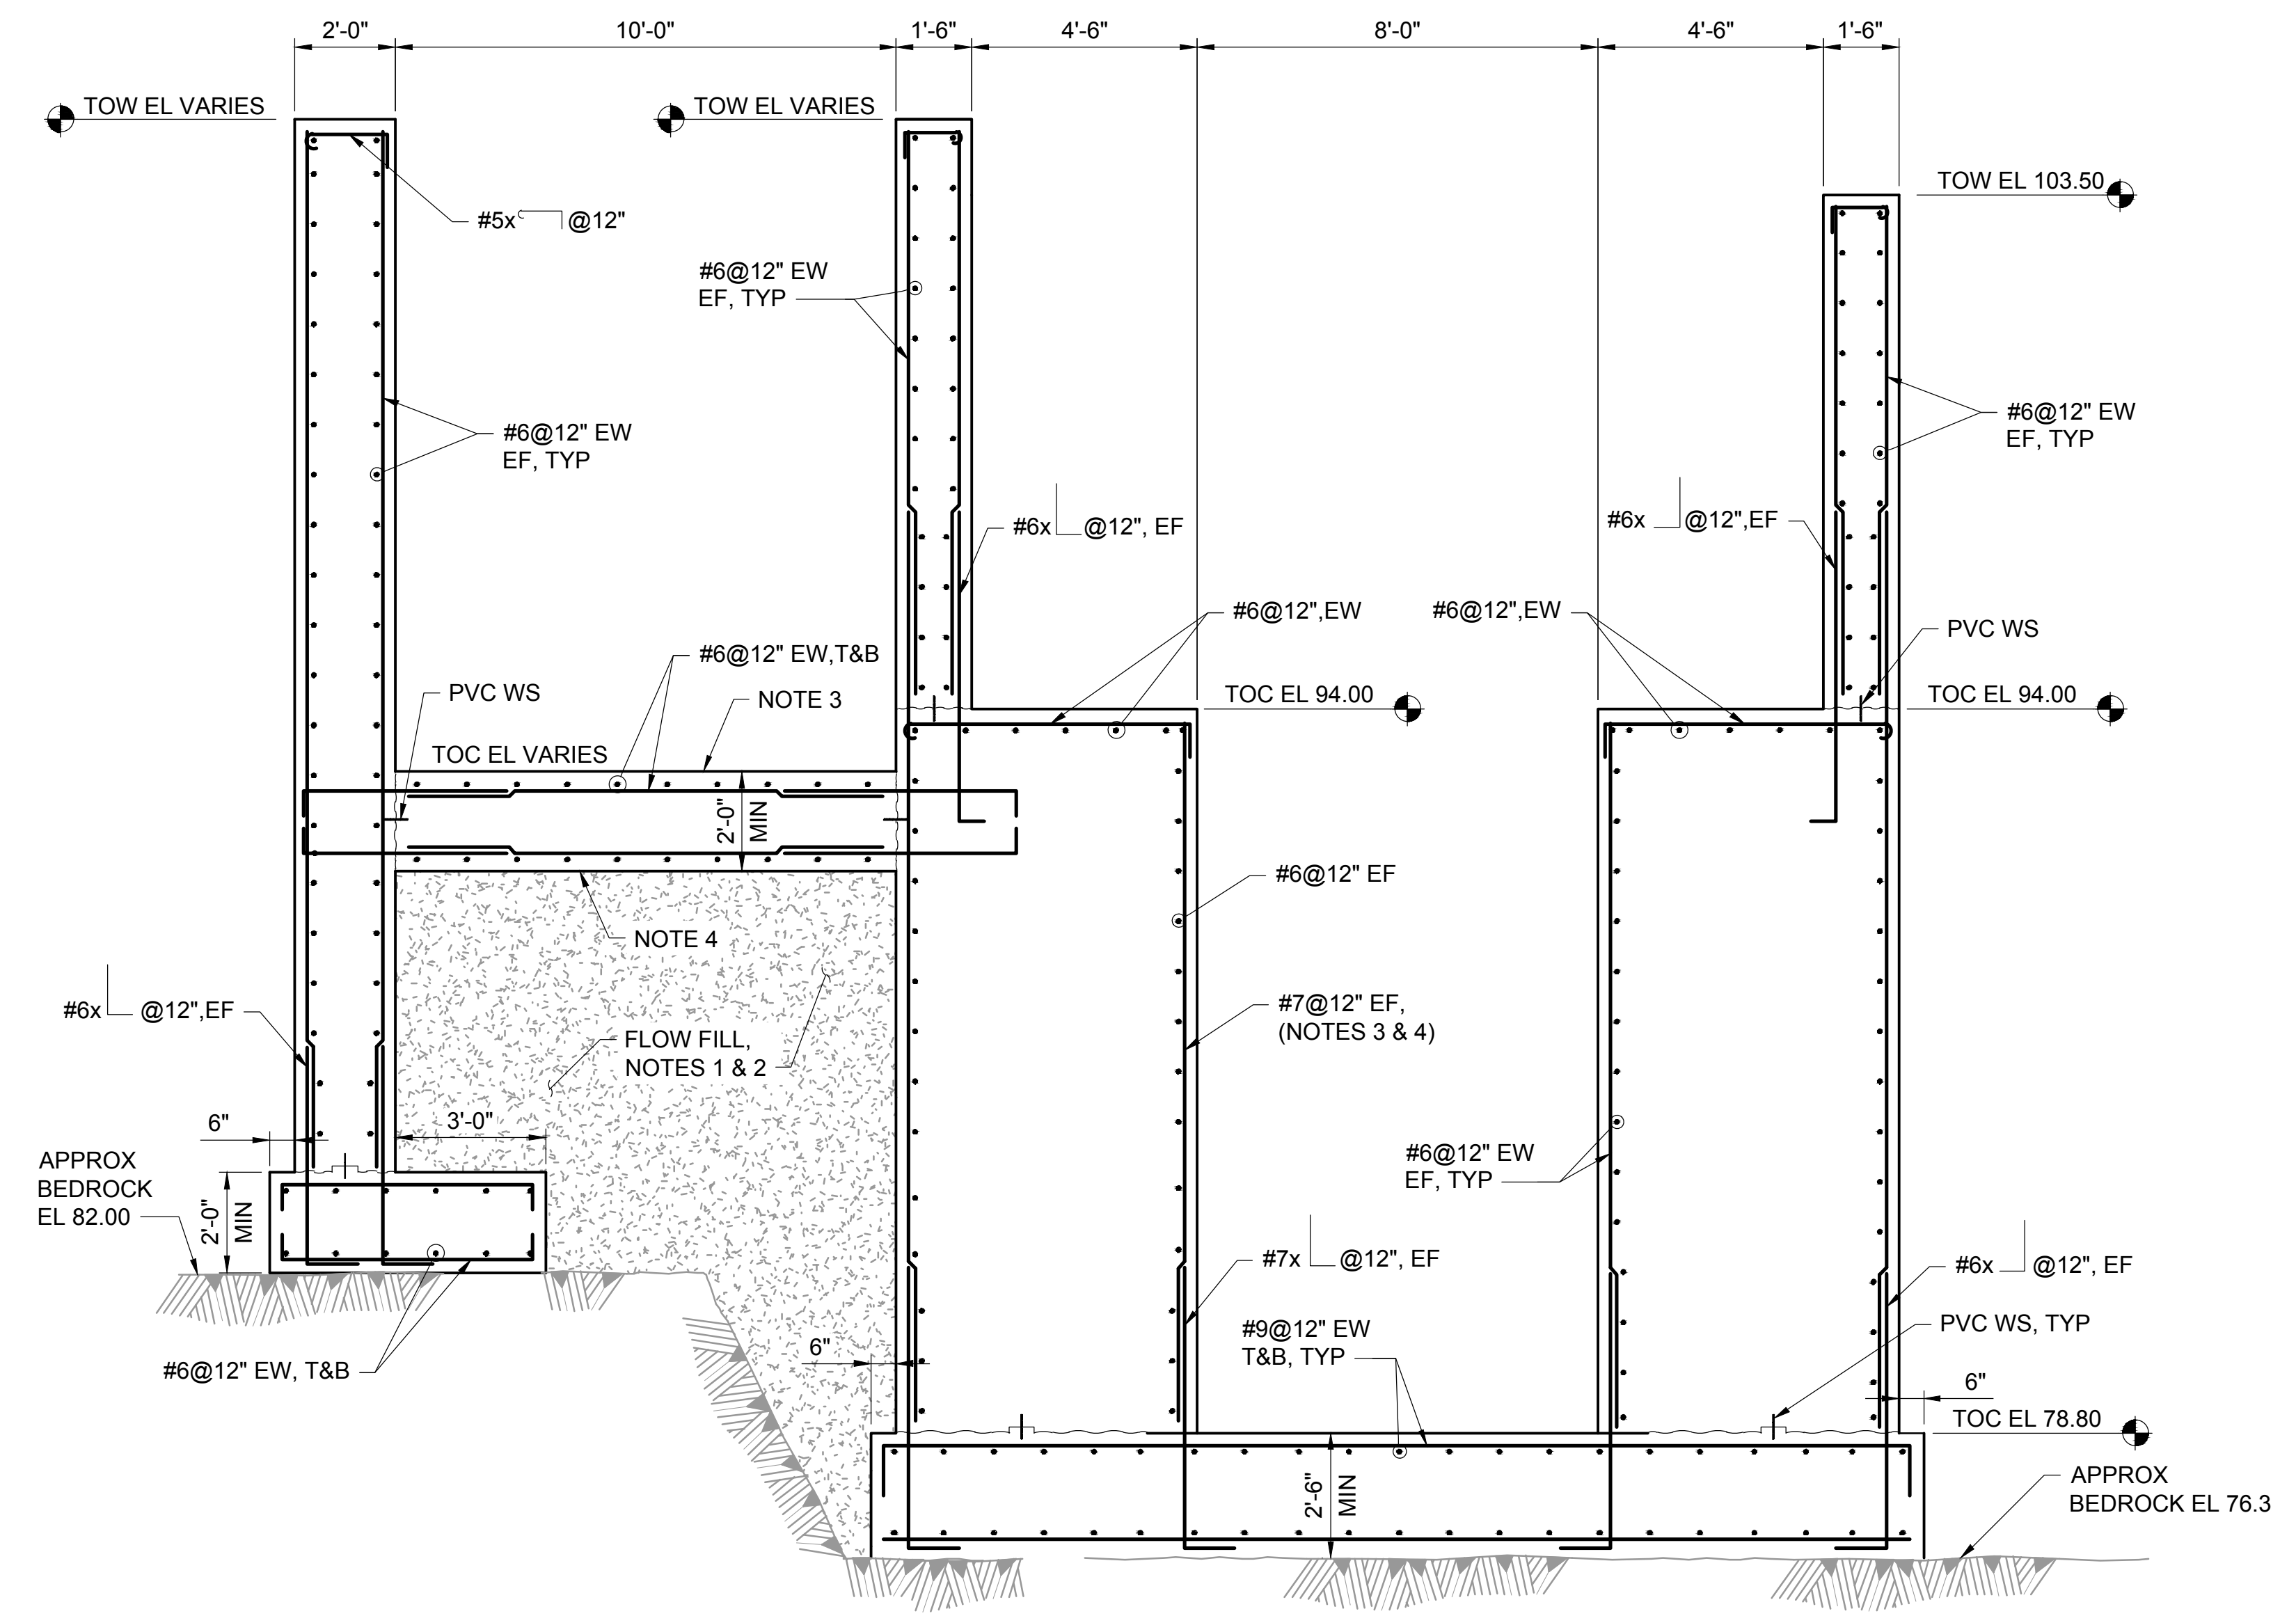 2'-0"
10'-0"
1'-6"
4'-6"
8'-0"
4'-6"
1'-6"
TOW EL VARIES
TOW EL VARIES
TOW EL 103.50
#5x @12"
#6@12" EW
EF, TYP
#6@12" EW
EF, TYP
#6@12" EW
EF, TYP
#6x @12", EF
#6x @12",EF
#6@12",EW
#6@12",EW
PVC WS
#6@12" EW,T&B
PVC WS
NOTE 3
TOC EL 94.00
TOC EL 94.00
TOC EL VARIES
2'-0"
MIN
#6@12" EF
NOTE 4
#6x @12",EF
#7@12" EF,
(NOTES 3 & 4)
FLOW FILL,
NOTES 1 & 2
6"
3'-0"
APPROX
BEDROCK
EL 82.00
2'-0"
MIN
#6@12" EW
EF, TYP
#7x @12", EF
#6x @12", EF
#9@12" EW
T&B, TYP
PVC WS, TYP
6"
#6@12" EW, T&B
6"
TOC EL 78.80
2'-6"
MIN
APPROX
BEDROCK EL 76.3